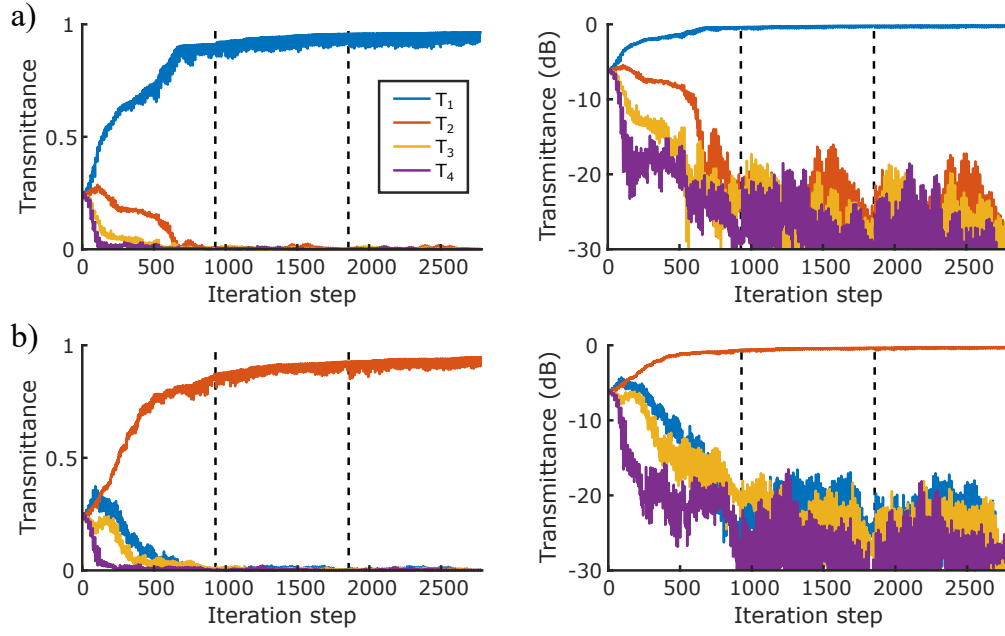 a)
Transmittance
1
0.5
0
0 500 1000 1500 2000 2500
Iteration step
T1
T2
T3
T4
Transmittance (dB)
0
-10
-20
-30
0 500 1000 1500 2000 2500
Iteration step
b)
Transmittance
1
0.5
0
0 500 1000 1500 2000 2500
Iteration step
Transmittance (dB)
0
-10
-20
-30
0 500 1000 1500 2000 2500
Iteration step